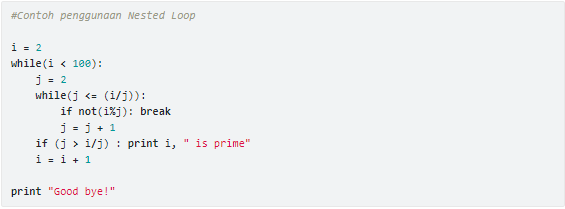 #Contoh penggunaan Nested Loop

i = 2
while(i < 100):
    j = 2
    while(j <= (i/j)):
        if not(i%j): break
        j = j + 1
    if (j > i/j) : print i, " is prime"
    i = i + 1

print "Good bye!"